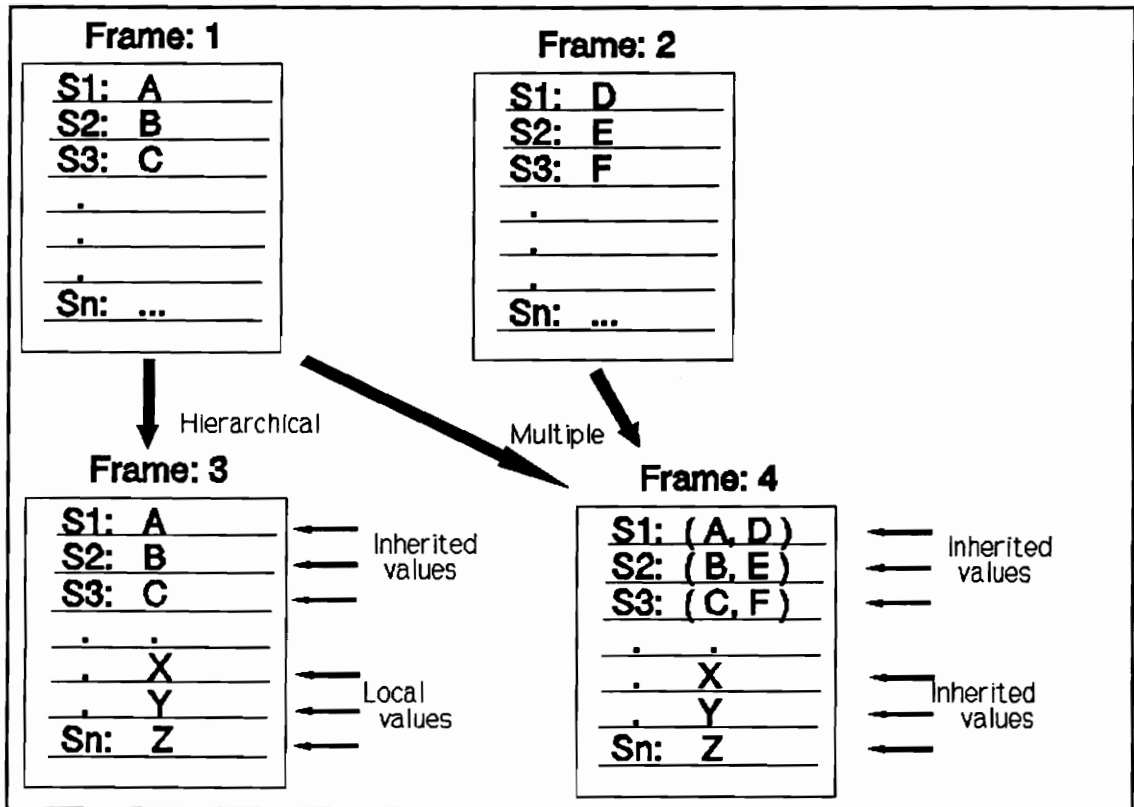 Frame: 1
S1: A
S2: B
S3: C
.
.
.
Sn: ...
Frame: 2
S1: D
S2: E
S3: F
.
.
.
Sn: ...
Hierarchical
Multiple
Frame: 3
S1: A
S2: B
S3: C
. .
. X
. Y
Sn: Z
Inherited
values
Local
values
Frame: 4
S1: ( A, D )
S2: ( B, E )
S3: ( C, F )
. .
. X
. Y
Sn: Z
Inherited
values
Inherited
values